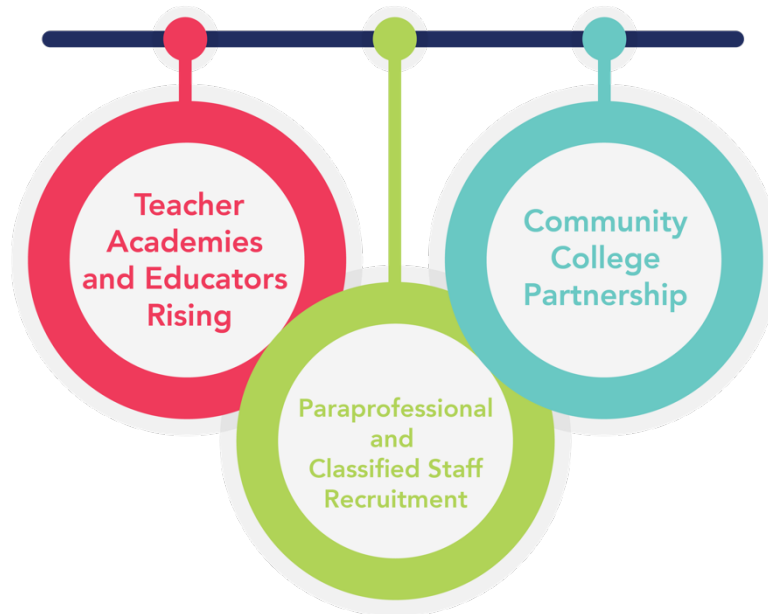 Teacher
Academies
and Educators
Rising
Community
College
Partnership
Paraprofessional
and
Classified Staff
Recruitment